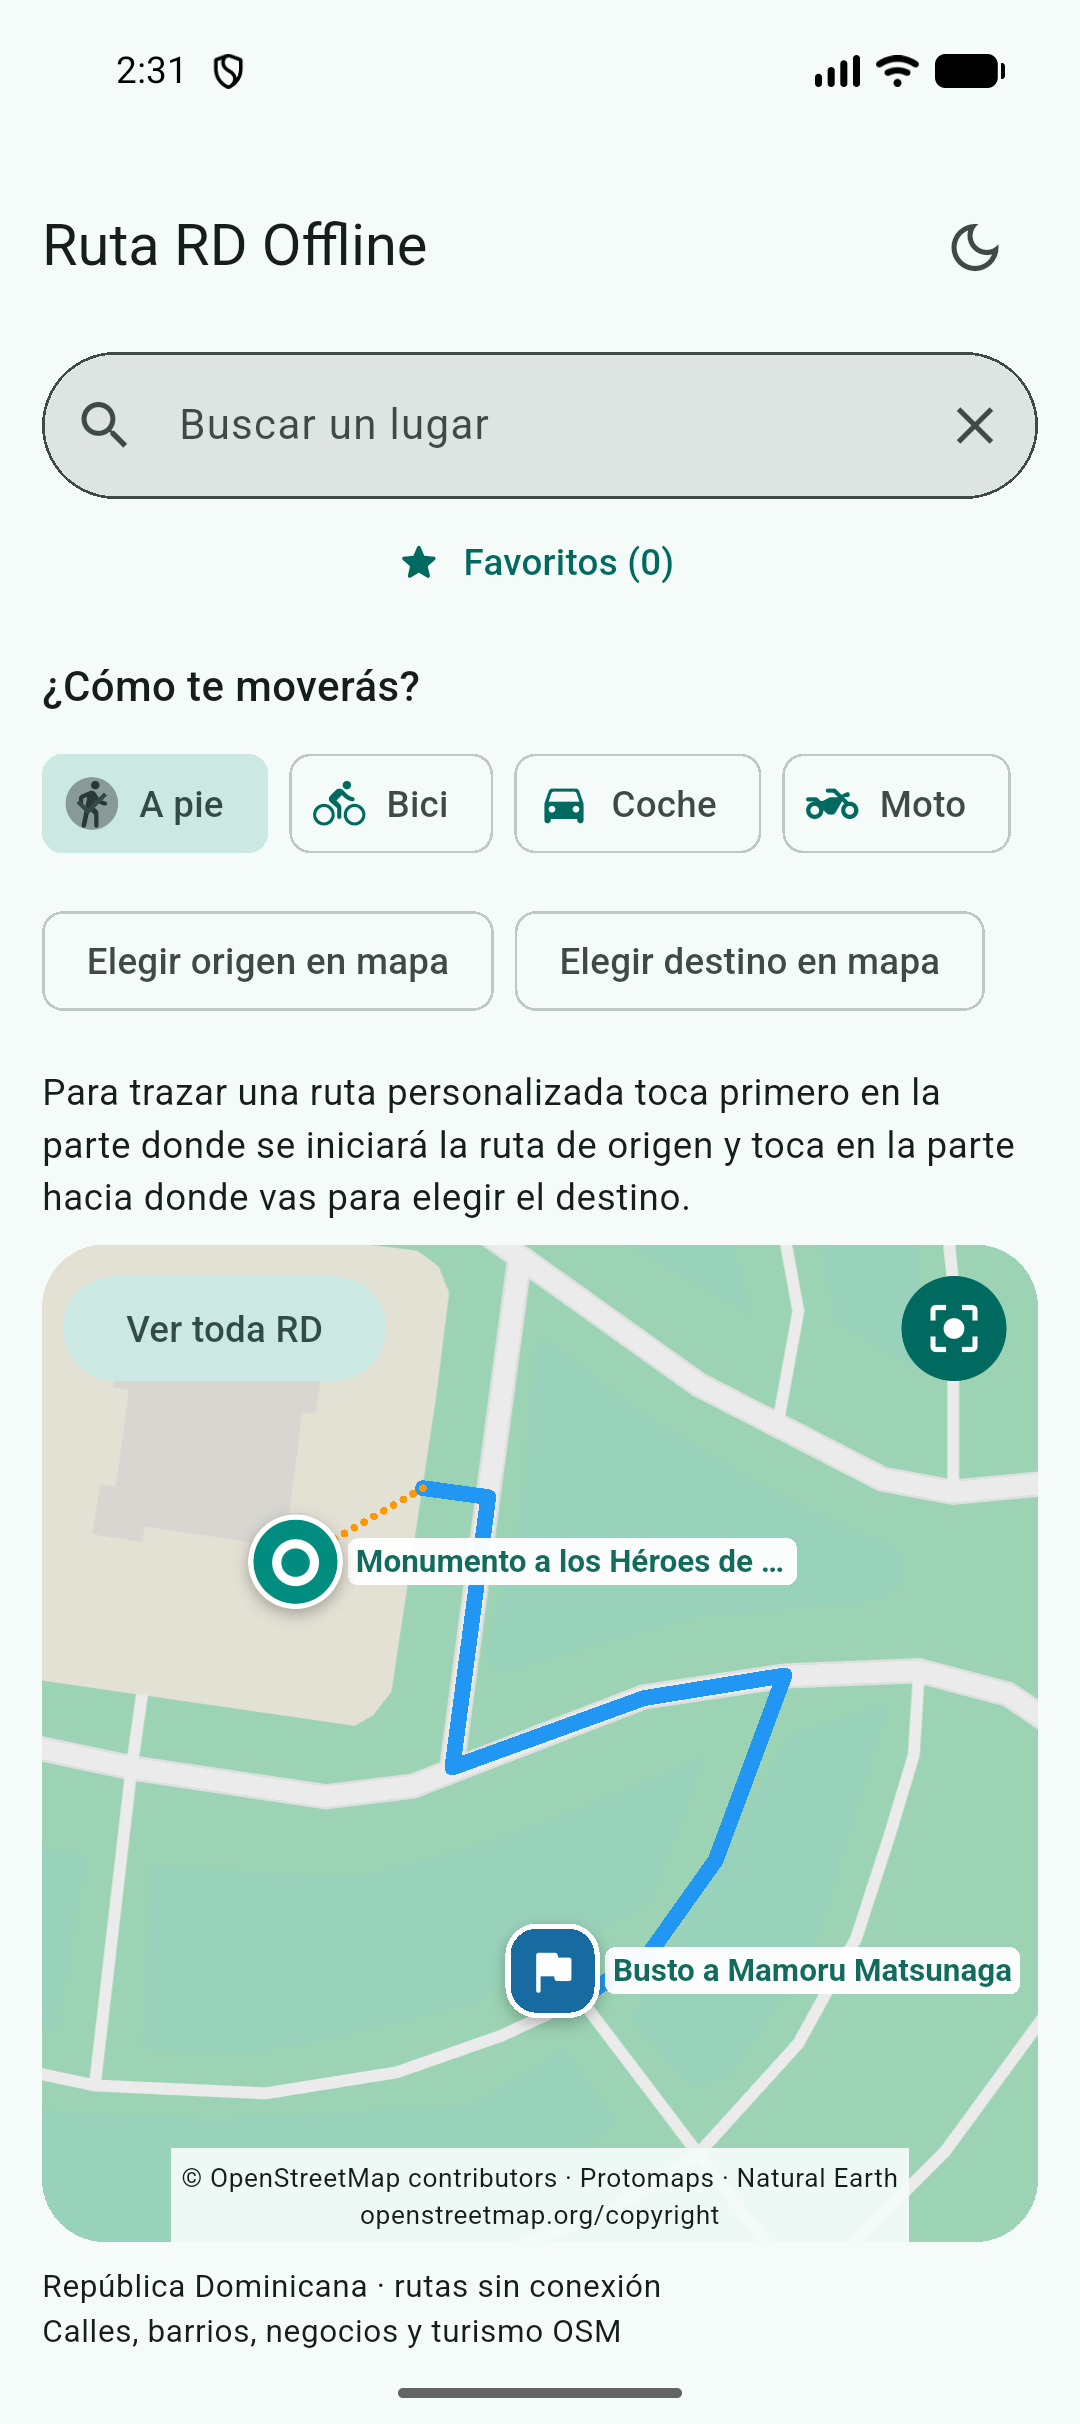 2:31
Ruta RD Offline
Buscar un lugar
Favoritos (0)
¿Cómo te moverás?
A pie
Bici
Coche
Moto
Elegir origen en mapa
Elegir destino en mapa
Para trazar una ruta personalizada toca primero en la
parte donde se iniciará la ruta de origen y toca en la parte
hacia donde vas para elegir el destino.
Ver toda RD
Monumento a los Héroes de ...
Busto a Mamoru Matsunaga
© OpenStreetMap contributors · Protomaps · Natural Earth
openstreetmap.org/copyright
República Dominicana · rutas sin conexión
Calles, barrios, negocios y turismo OSM